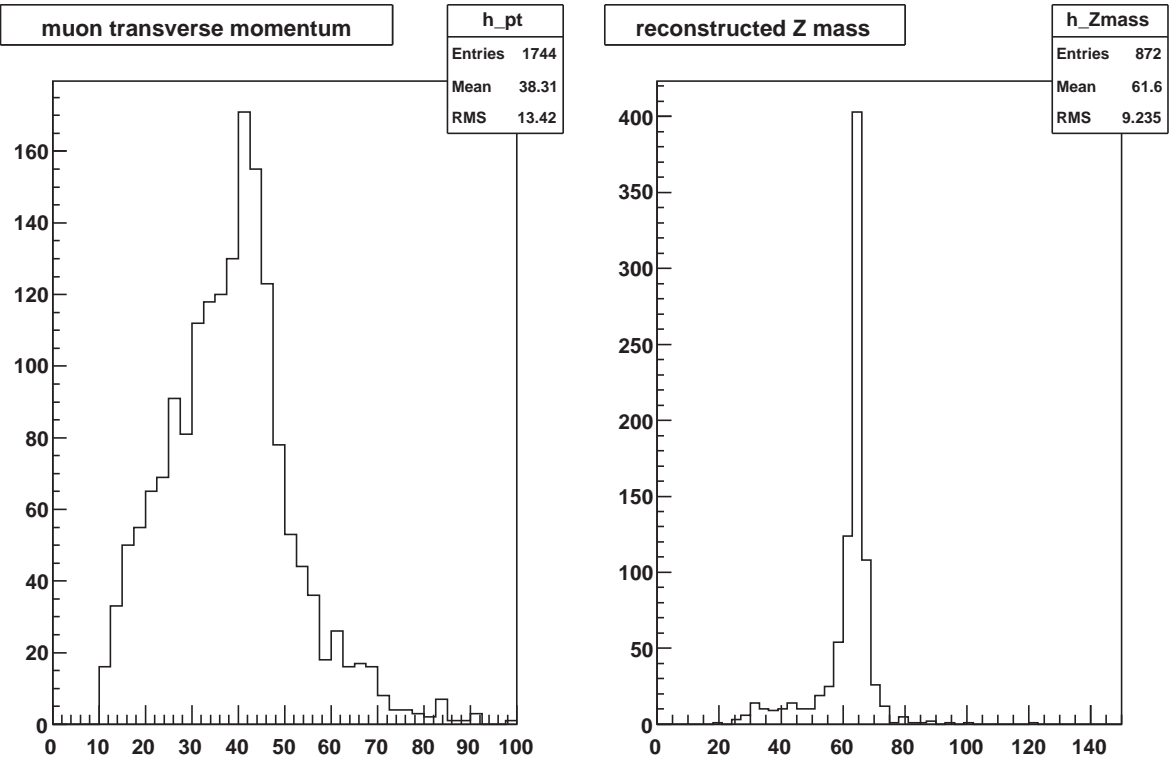 muon transverse momentum
h_pt
Entries 1744
Mean 38.31
RMS 13.42
160
140
120
100
80
60
40
20
0
0 10 20 30 40 50 60 70 80 90 100
reconstructed Z mass
h_Zmass
Entries 872
Mean 61.6
RMS 9.235
400
350
300
250
200
150
100
50
0
0 20 40 60 80 100 120 140